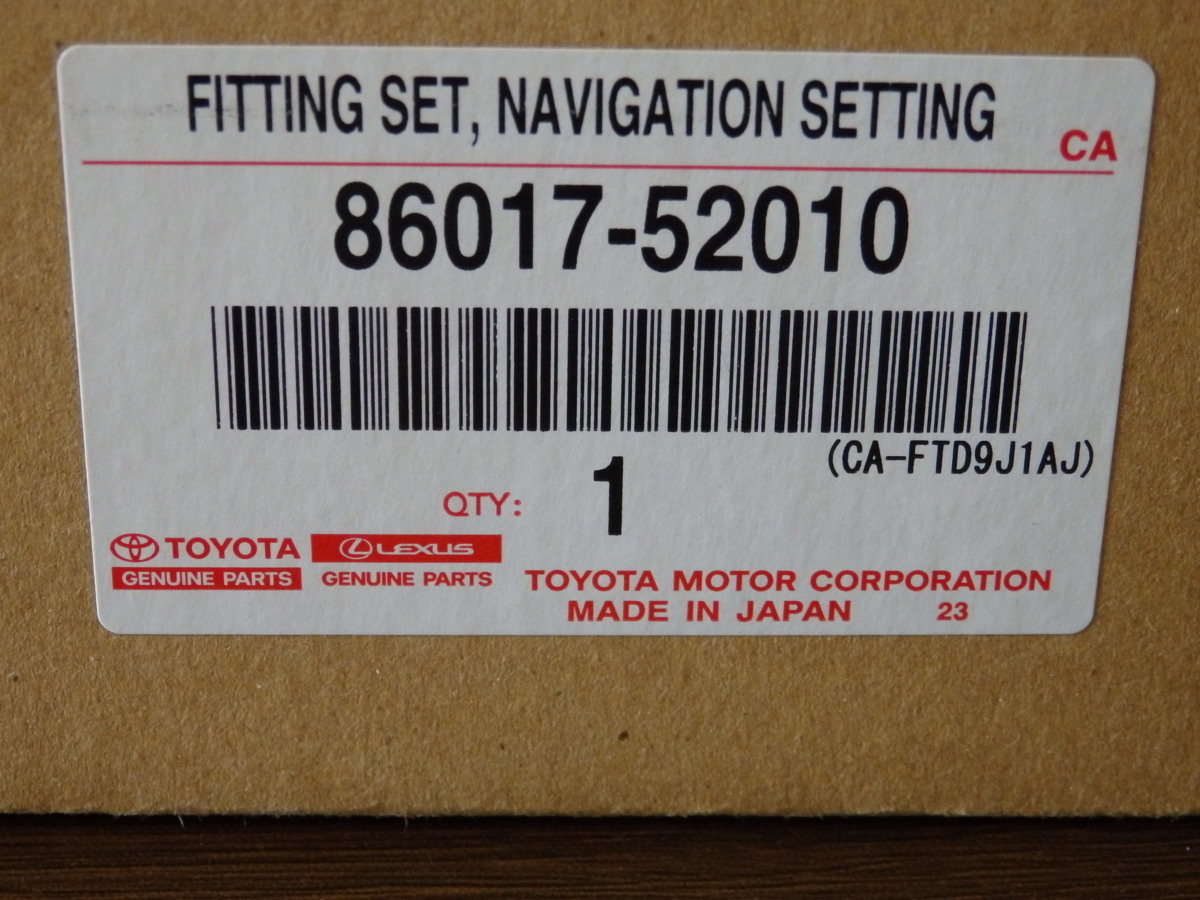 FITTING SET, NAVIGATION SETTING
CA
86017-52010
(CA-FTD9J1AJ)
QTY: 1
TOYOTA LEXUS
GENUINE PARTS GENUINE PARTS
TOYOTA MOTOR CORPORATION
MADE IN JAPAN 23